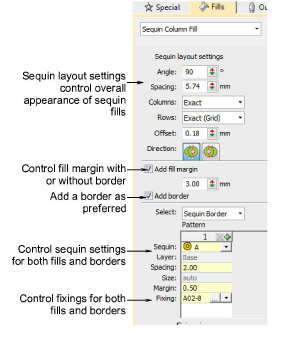 Special
Fills
Ou
Sequin Column Fill
Sequin layout settings
Angle: 90 °
Spacing: 5.74 mm
Columns: Exact
Rows: Exact (Grid)
Offset: 0.18 mm
Direction:
Sequin layout settings
control overall
appearance of sequin
fills
Control fill margin with
or without border
Add fill margin
3.00 mm
Add a border as
preferred
Add border
Select: Sequin Border
Pattern
1
Sequin: A
Layer: Base
Spacing: 2.00
Size: auto
Margin: 0.50
Fixing: A02-8 ...
Control sequin settings
for both fills and borders
Control fixings for both
fills and borders